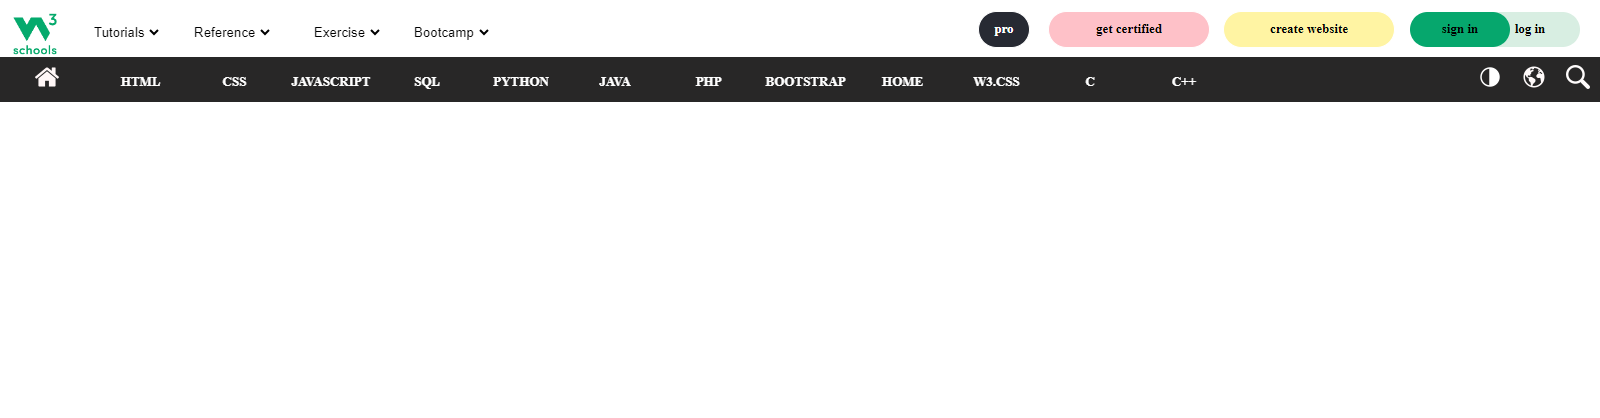 W3 schools
Tutorials Reference Exercise Bootcamp pro get certified create website sign in log in
HTML CSS JAVASCRIPT SQL PYTHON JAVA PHP BOOTSTRAP HOME W3.CSS C C++